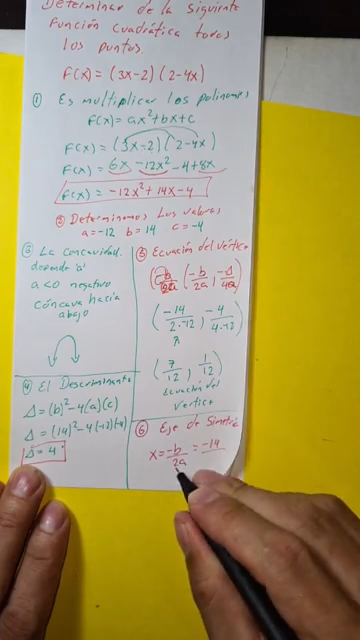 Determinar de la siguiente
función cuadrática todos
los puntos.
F(x) = (3x-2)(2-4x)
① Es multiplicar los polinomios
F(x) = ax²+bx+c
F(x) = (3x-2)(2-4x)
F(x) = 6x -12x² -4+8x
F(x) = -12x²+14x-4
② Determinamos Los valores
a=-12 b=14 c=-4
③ La concavidad.
depende "a"
a<0 negativo
cóncava hacia
abajo
④ El Discriminante
Δ = (b)²-4(a)(c)
Δ = (14)²-4(-12)(-4)
Δ = 4
⑤ Ecuación del vértice
(-b/2a, -Δ/4a)
(-14/2·-12, -4/4·-12)
(7/12, 1/12)
Ecuación del
vertice
⑥ Eje de Simetría
x = -b/2a = -14